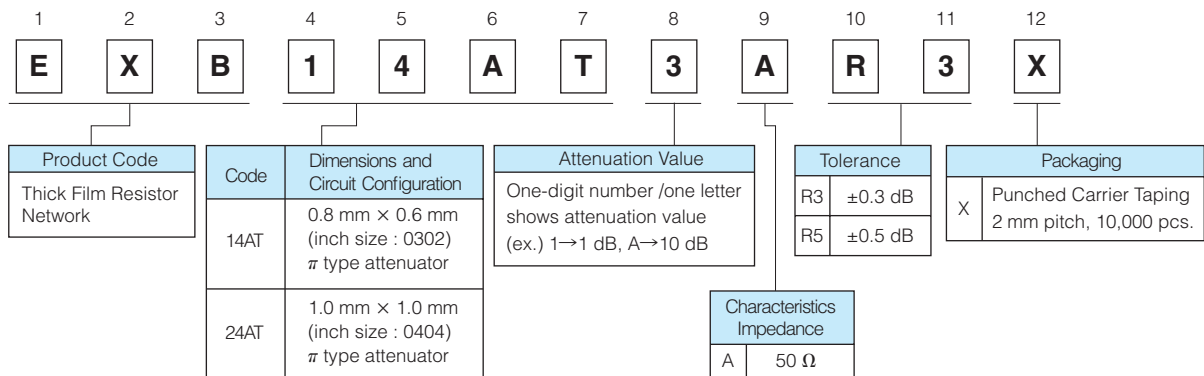 1 2 3 4 5 6 7 8 9 10 11 12
E X B 1 4 A T 3 A R 3 X
Product Code
Thick Film Resistor
Network
Code
Dimensions and
Circuit Configuration
14AT
0.8 mm × 0.6 mm
(inch size : 0302)
π type attenuator
24AT
1.0 mm × 1.0 mm
(inch size : 0404)
π type attenuator
Attenuation Value
One-digit number /one letter
shows attenuation value
(ex.) 1→1 dB, A→10 dB
Characteristics
Impedance
A 50 Ω
Tolerance
R3 ±0.3 dB
R5 ±0.5 dB
Packaging
X
Punched Carrier Taping
2 mm pitch, 10,000 pcs.